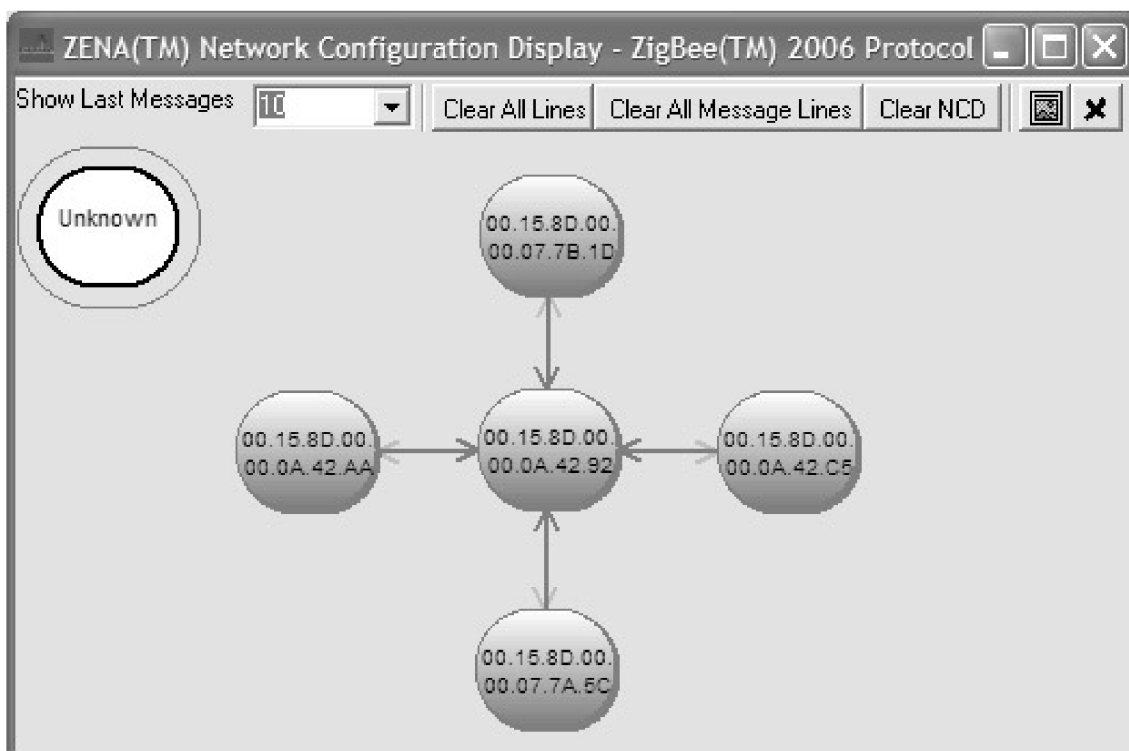 ZENA(TM) Network Configuration Display - ZigBee(TM) 2006 Protocol
Show Last Messages 10 Clear All Lines Clear All Message Lines Clear NCD
Unknown
00.15.8D.00.
00.07.7B.1D
00.15.8D.00.
00.0A.42.AA
00.15.8D.00.
00.0A.42.92
00.15.8D.00.
00.0A.42.C5
00.15.8D.00.
00.07.7A.5C